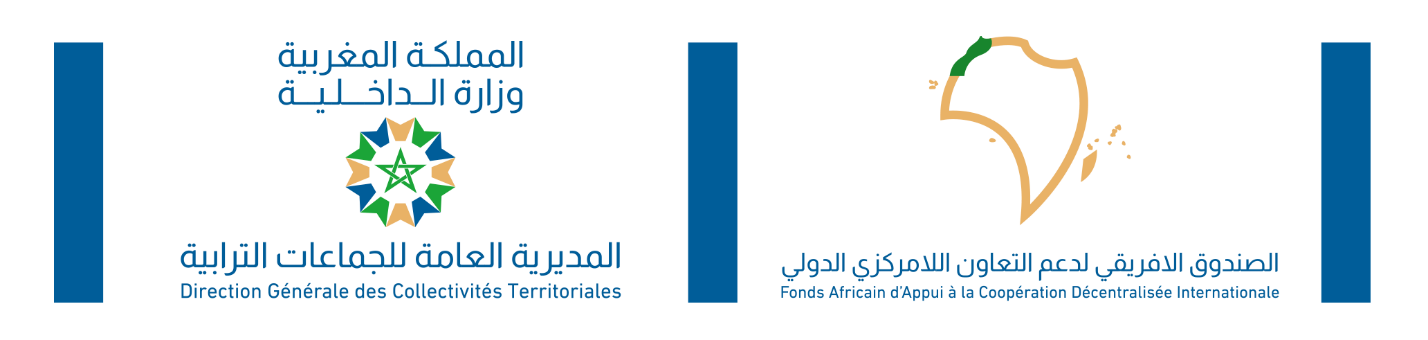 المملكة المغربية
وزارة الـداخـلـيـة
المديرية العامة للجماعات الترابية
Direction Générale des Collectivités Territoriales
الصندوق الافريقي لدعم التعاون اللامركزي الدولي
Fonds Africain d'Appui à la Coopération Décentralisée Internationale